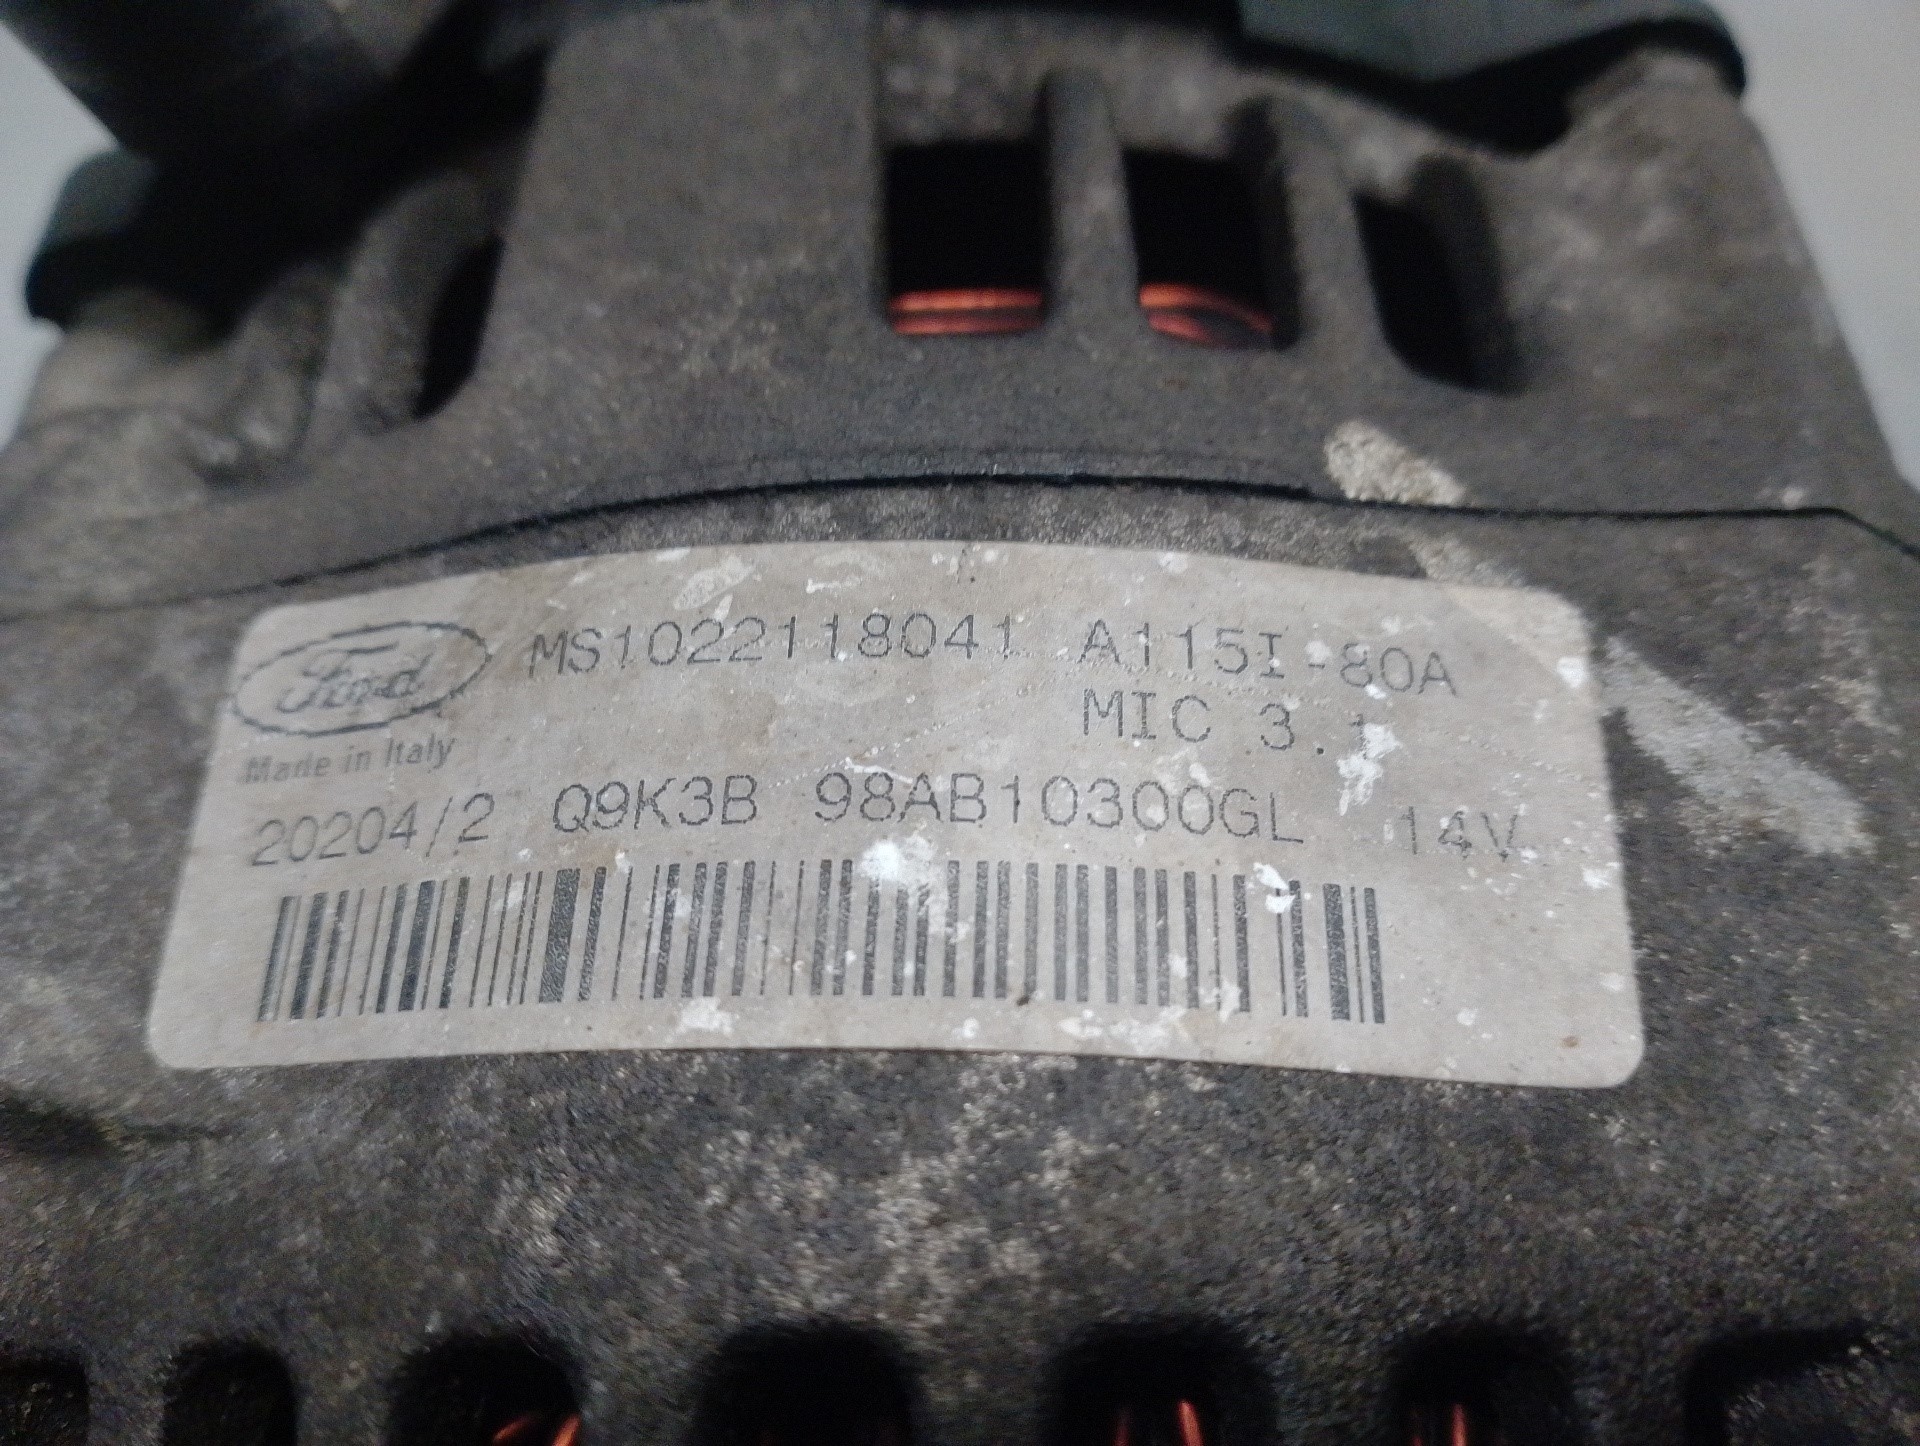 Ford MS1022118041 A115I-80A
MIC 3.1
Made in Italy
20204/2 Q9K3B 98AB10300GL 14V